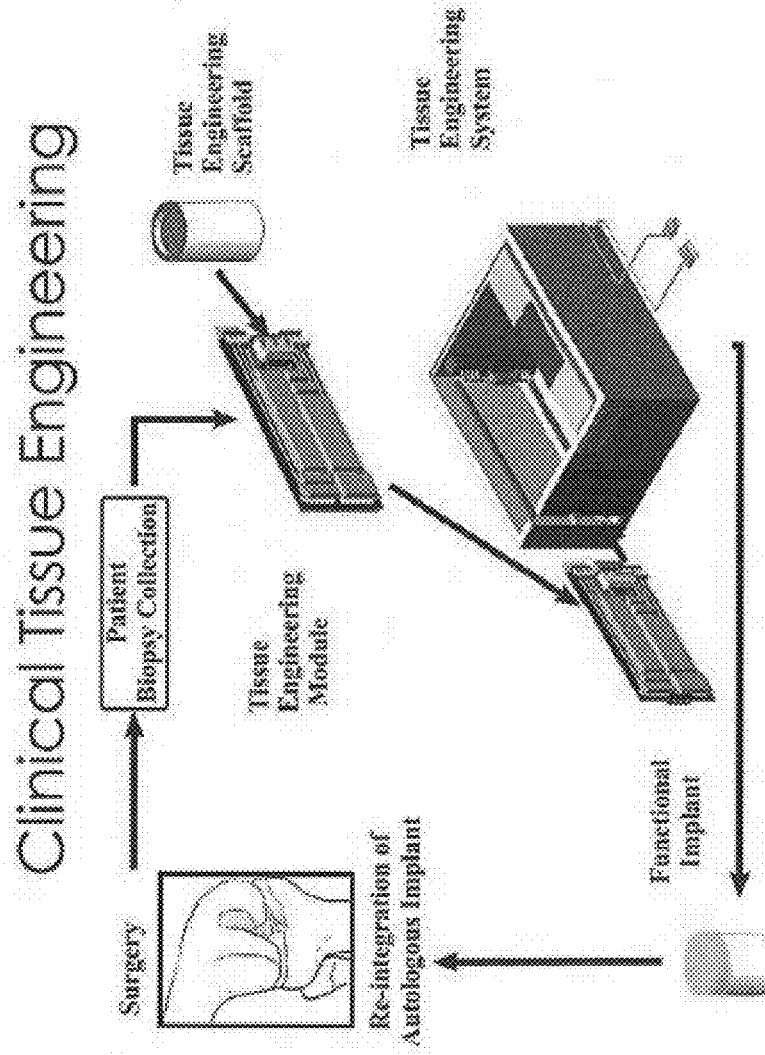 Clinical Tissue Engineering
Surgery
Patient
Biopsy Collection
Tissue
Engineering
Scaffold
Tissue
Engineering
Module
Re-integration of
Autologous Implant
Tissue
Engineering
System
Functional
Implant